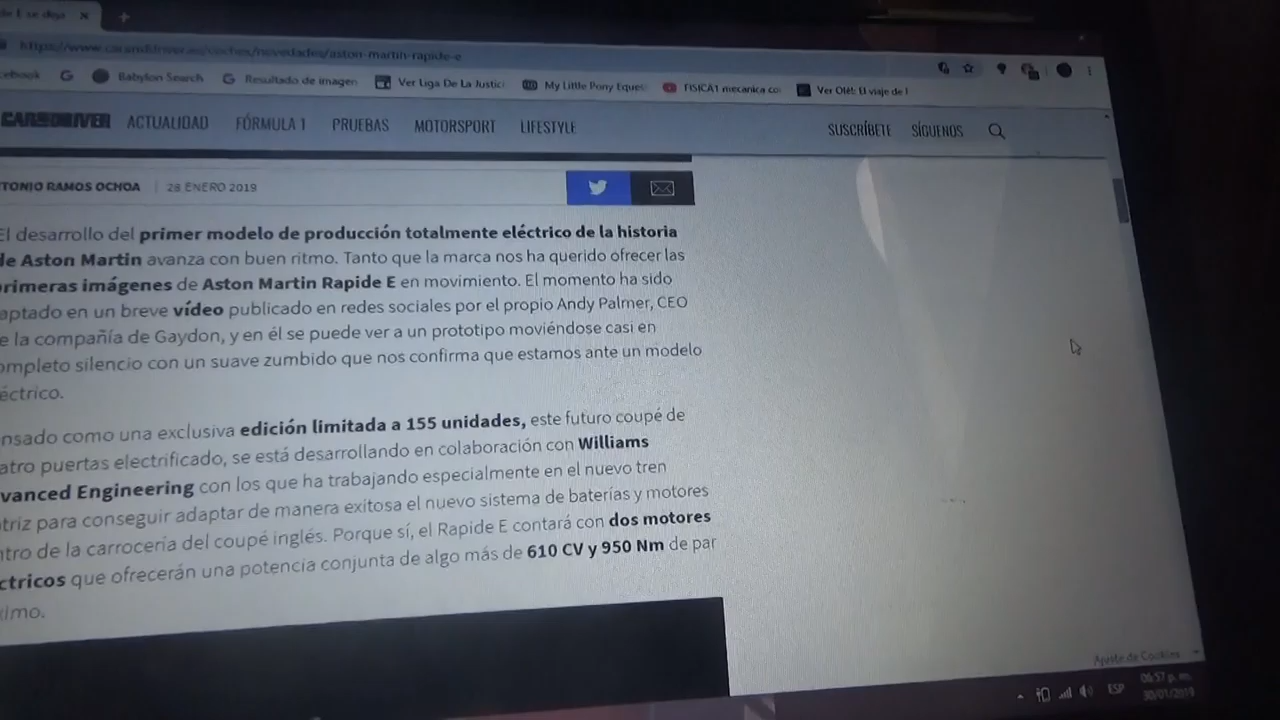 https://www.caranddriver.es/coches/novedades/aston-martin-rapide-e
Babylon Search
Resultado de imagen
Ver Liga De La Justici
My Little Pony Eques
FISICA1 mecanica co
Ver Olé: El viaje de
CAR AND DRIVER ACTUALIDAD FÓRMULA 1 PRUEBAS MOTORSPORT LIFESTYLE SUSCRÍBETE SÍGUENOS
TONIO RAMOS OCHOA | 28 ENERO 2019
El desarrollo del primer modelo de producción totalmente eléctrico de la historia
de Aston Martin avanza con buen ritmo. Tanto que la marca nos ha querido ofrecer las
primeras imágenes de Aston Martin Rapide E en movimiento. El momento ha sido
aptado en un breve vídeo publicado en redes sociales por el propio Andy Palmer, CEO
e la compañía de Gaydon, y en él se puede ver a un prototipo moviéndose casi en
ompleto silencio con un suave zumbido que nos confirma que estamos ante un modelo
éctrico.
nsado como una exclusiva edición limitada a 155 unidades, este futuro coupé de
atro puertas electrificado, se está desarrollando en colaboración con Williams
vanced Engineering con los que ha trabajando especialmente en el nuevo tren
otriz para conseguir adaptar de manera exitosa el nuevo sistema de baterías y motores
ntro de la carrocería del coupé inglés. Porque sí, el Rapide E contará con dos motores
ctricos que ofrecerán una potencia conjunta de algo más de 610 CV y 950 Nm de par
ximo.
Ajuste de Cookies
ESP
06:57 p. m.
30/01/2019